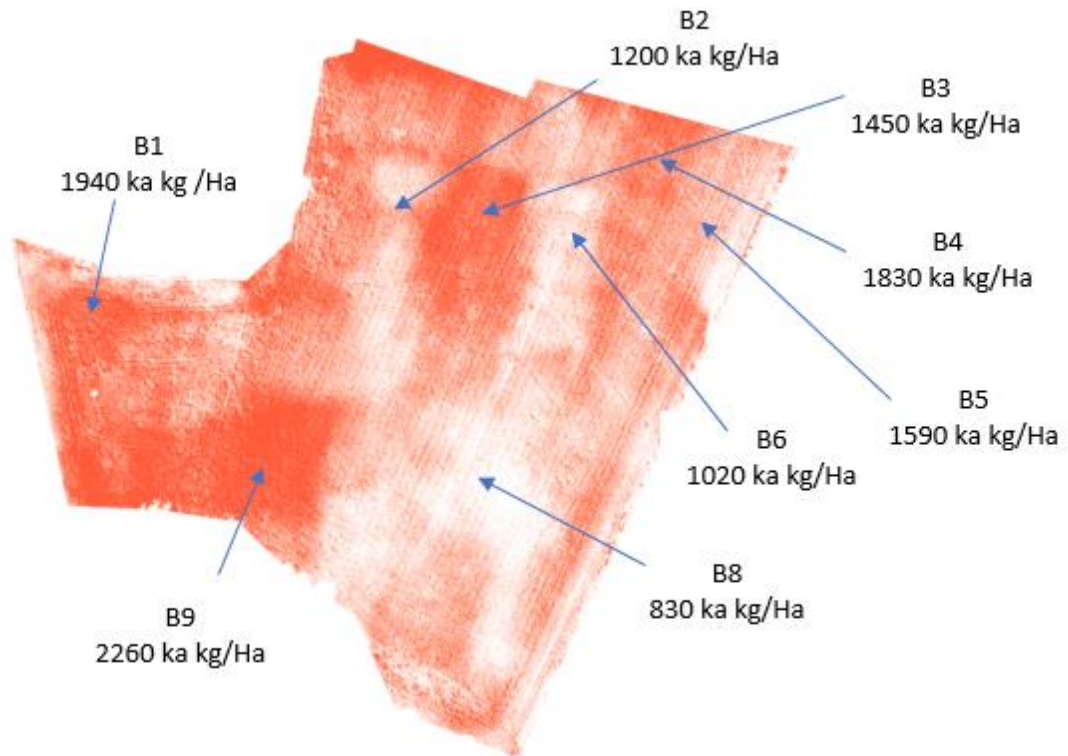 B2
1200 ka kg/Ha
B3
1450 ka kg/Ha
B1
1940 ka kg /Ha
B4
1830 ka kg/Ha
B5
1590 ka kg/Ha
B6
1020 ka kg/Ha
B8
830 ka kg/Ha
B9
2260 ka kg/Ha